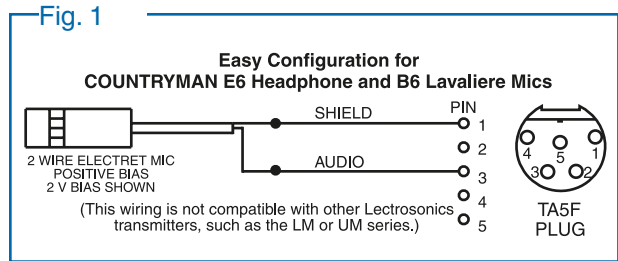 Fig. 1
Easy Configuration for
COUNTRYMAN E6 Headphone and B6 Lavaliere Mics
SHIELD
PIN
1
2
AUDIO
3
4
5
2 WIRE ELECTRET MIC
POSITIVE BIAS
2 V BIAS SHOWN
(This wiring is not compatible with other Lectrosonics
transmitters, such as the LM or UM series.)
4
5
1
3
2
TA5F
PLUG